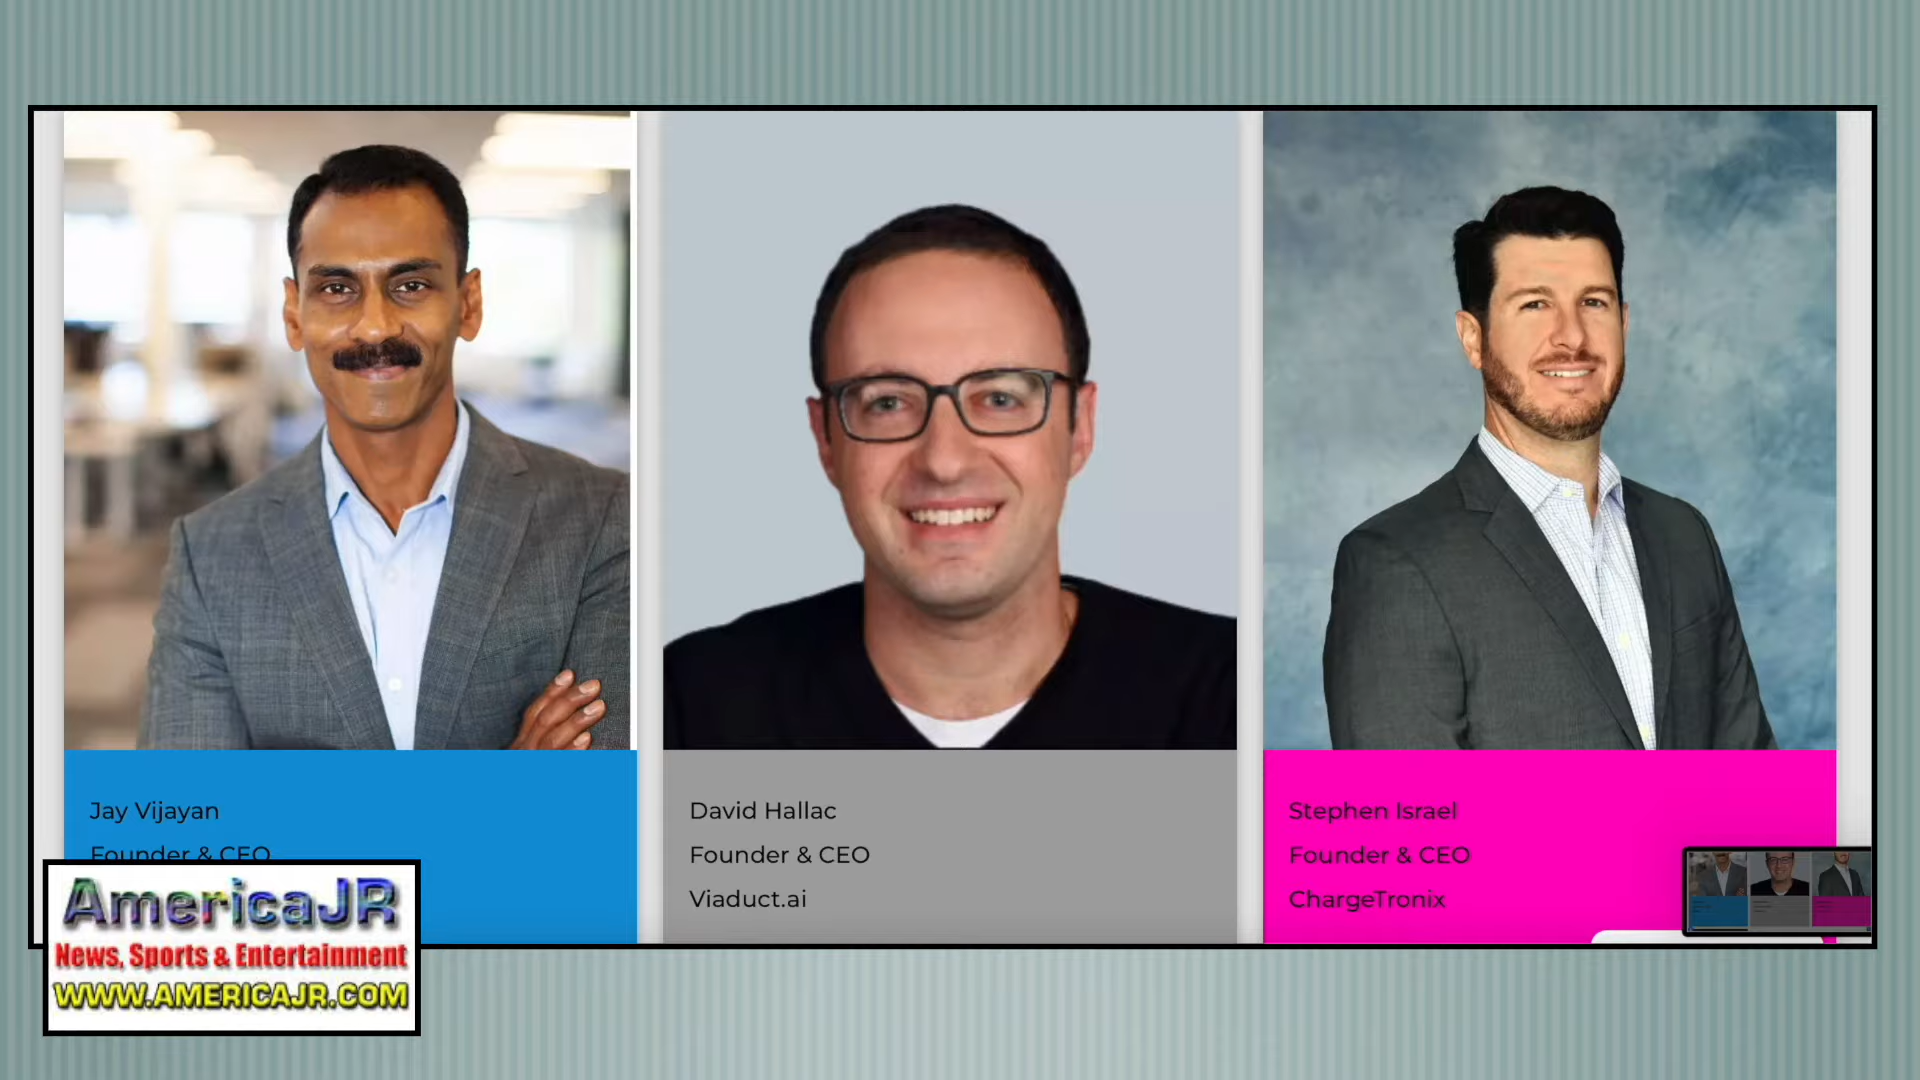 Jay Vijayan
Founder & CEO
David Hallac
Founder & CEO
Viaduct.ai
Stephen Israel
Founder & CEO
ChargeTronix
AmericaJR
News, Sports & Entertainment
WWW.AMERICAJR.COM